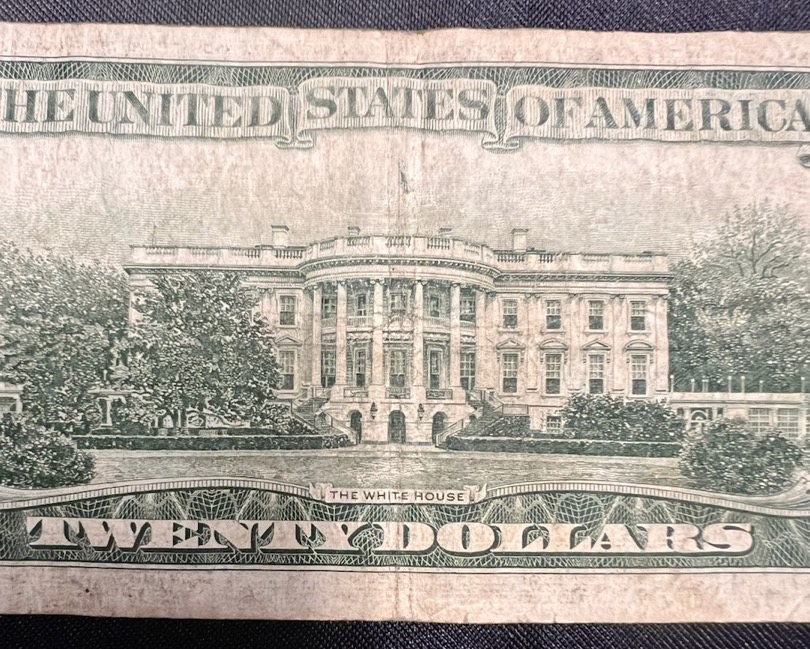 HE UNITED STATES OF AMERICA
THE WHITE HOUSE
TWENTY DOLLARS